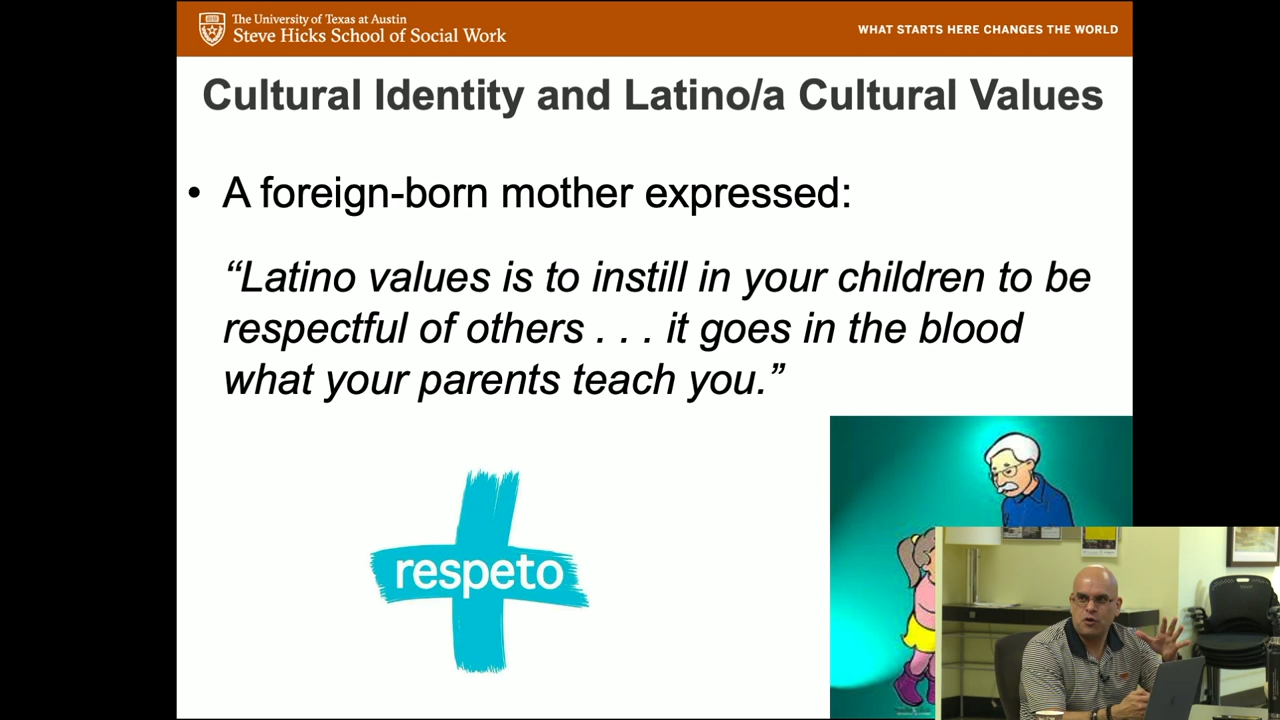 The University of Texas at Austin
Steve Hicks School of Social Work
WHAT STARTS HERE CHANGES THE WORLD
Cultural Identity and Latino/a Cultural Values
• A foreign-born mother expressed:
“Latino values is to instill in your children to be
respectful of others . . . it goes in the blood
what your parents teach you.”
respeto